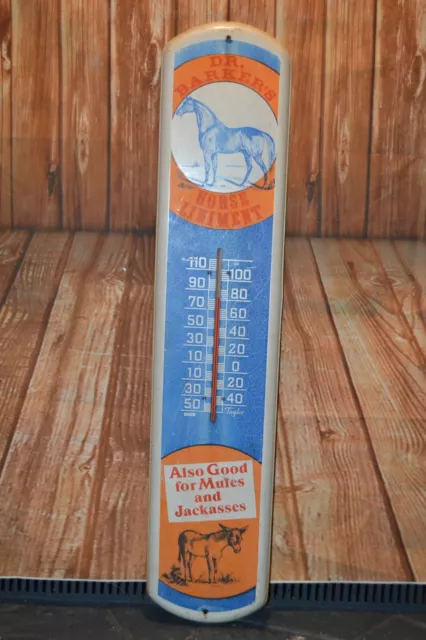 DR.
BARKER'S
HORSE
LINIMENT
110 100
90 80
70 60
50 40
30 20
10 0
10 20
30 40
50
Taylor
Also Good
for Mules
and
Jackasses